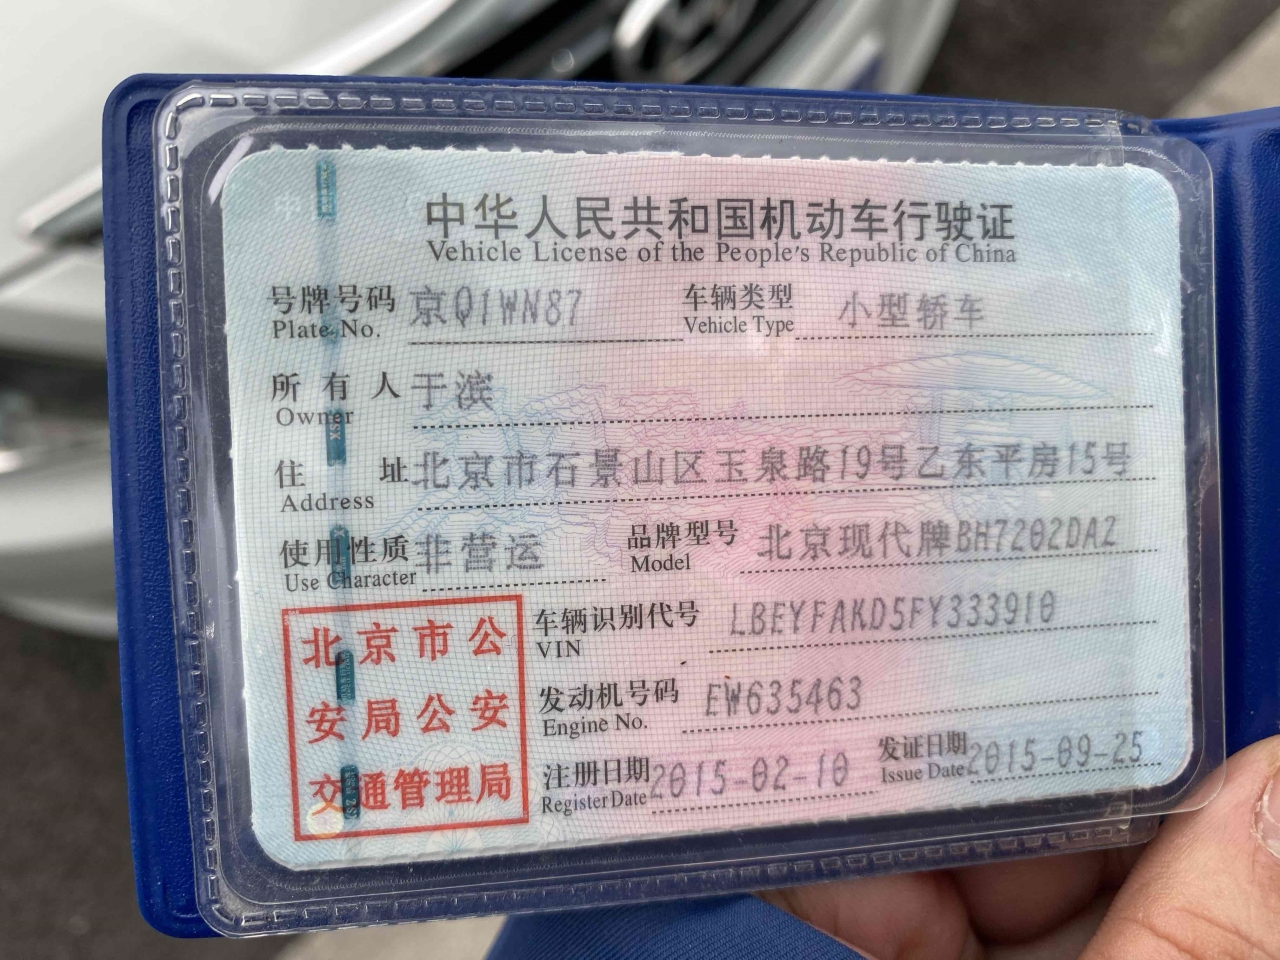 中华人民共和国机动车行驶证
Vehicle License of the People's Republic of China
号牌号码 京Q1WN87 车辆类型 小型轿车
Plate No. Vehicle Type
所有人 于滨
Owner
住址 北京市石景山区玉泉路19号乙东平房15号
Address
使用性质 非营运 品牌型号 北京现代牌BH7202DAZ
Use Character Model
车辆识别代号 LBEYFAKD5FY333910
VIN
发动机号码 EW635463
Engine No.
注册日期 2015-02-10 发证日期 2015-09-25
Register Date Issue Date
北京市公
安局公安
交通管理局